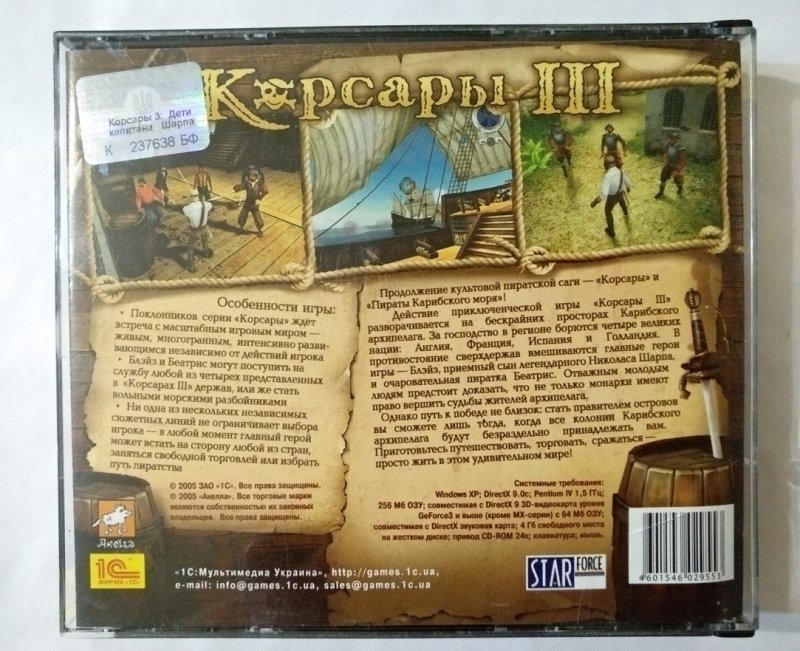 Корсары III
Корсары 3: Дети
капитана Шарпа
К 237638 БФ
Особенности игры:
• Поклонников серии «Корсары» ждет
встреча с масштабным игровым миром —
живым, многогранным, интенсивно разви-
вающимся независимо от действий игрока
• Блэйз и Беатрис могут поступить на
службу любой из четырех представленных
в «Корсарах III» держав, или же стать
вольными морскими разбойниками
• Ни одна из нескольких независимых
сюжетных линий не ограничивает выбора
игрока — в любой момент главный герой
может встать на сторону любой из стран,
заняться свободной торговлей или избрать
путь пиратства
Продолжение культовой пиратской саги — «Корсары» и
«Пираты Карибского моря»!
Действие приключенческой игры «Корсары III»
разворачивается на бескрайних просторах Карибского
архипелага. За господство в регионе борются четыре великих
нации: Англия, Франция, Испания и Голландия. В
противостояние сверхдержав вмешиваются главные герои
игры — Блэйз, приемный сын легендарного Николаса Шарпа,
и очаровательная пиратка Беатрис. Отважным молодым
людям предстоит доказать, что не только монархи имеют
право вершить судьбы жителей архипелага.
Однако путь к победе не близок: стать правителем островов
вы сможете лишь тогда, когда все колонии Карибского
архипелага будут безраздельно принадлежать вам.
Приготовьтесь путешествовать, торговать, сражаться —
просто жить в этом удивительном мире!
© 2005 ЗАО «1С». Все права защищены.
© 2005 «Акелла». Все торговые марки
являются собственностью их законных
владельцев. Все права защищены.
Системные требования:
Windows XP; DirectX 9.0c; Pentium IV 1,5 ГГц;
256 Мб ОЗУ; совместимая с DirectX 9 3D-видеокарта уровня
GeForce3 и выше (кроме MX-серии) с 64 Мб ОЗУ;
совместимая с DirectX звуковая карта; 4 Гб свободного места
на жестком диске; привод CD-ROM 24x; клавиатура; мышь.
Акелла
1С
ФИРМА «1С»
«1С:Мультимедиа Украина», http://games.1c.ua,
e-mail: info@games.1c.ua, sales@games.1c.ua
STAR FORCE
4601546029553